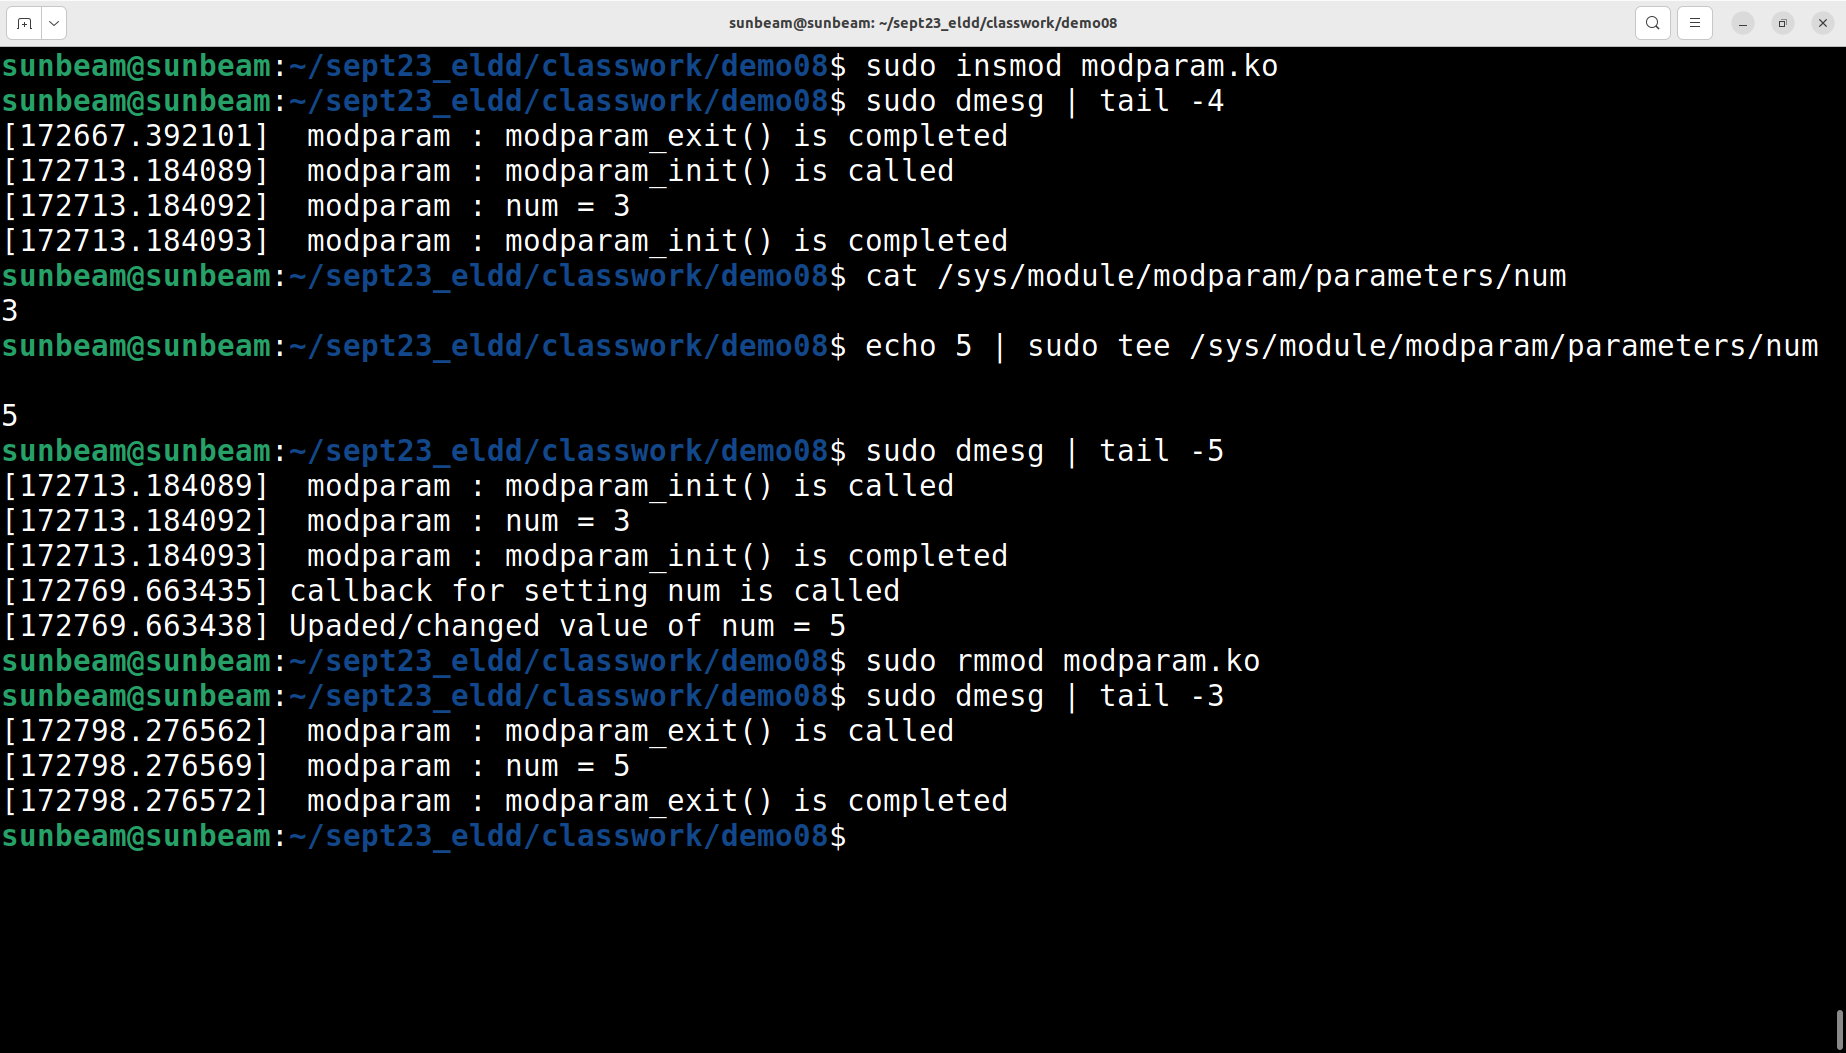 sunbeam@sunbeam: ~/sept23_eldd/classwork/demo08
sunbeam@sunbeam:~/sept23_eldd/classwork/demo08$ sudo insmod modparam.ko
sunbeam@sunbeam:~/sept23_eldd/classwork/demo08$ sudo dmesg | tail -4
[172667.392101]  modparam : modparam_exit() is completed
[172713.184089]  modparam : modparam_init() is called
[172713.184092]  modparam : num = 3
[172713.184093]  modparam : modparam_init() is completed
sunbeam@sunbeam:~/sept23_eldd/classwork/demo08$ cat /sys/module/modparam/parameters/num
3
sunbeam@sunbeam:~/sept23_eldd/classwork/demo08$ echo 5 | sudo tee /sys/module/modparam/parameters/num
5
sunbeam@sunbeam:~/sept23_eldd/classwork/demo08$ sudo dmesg | tail -5
[172713.184089]  modparam : modparam_init() is called
[172713.184092]  modparam : num = 3
[172713.184093]  modparam : modparam_init() is completed
[172769.663435] callback for setting num is called
[172769.663438] Upaded/changed value of num = 5
sunbeam@sunbeam:~/sept23_eldd/classwork/demo08$ sudo rmmod modparam.ko
sunbeam@sunbeam:~/sept23_eldd/classwork/demo08$ sudo dmesg | tail -3
[172798.276562]  modparam : modparam_exit() is called
[172798.276569]  modparam : num = 5
[172798.276572]  modparam : modparam_exit() is completed
sunbeam@sunbeam:~/sept23_eldd/classwork/demo08$